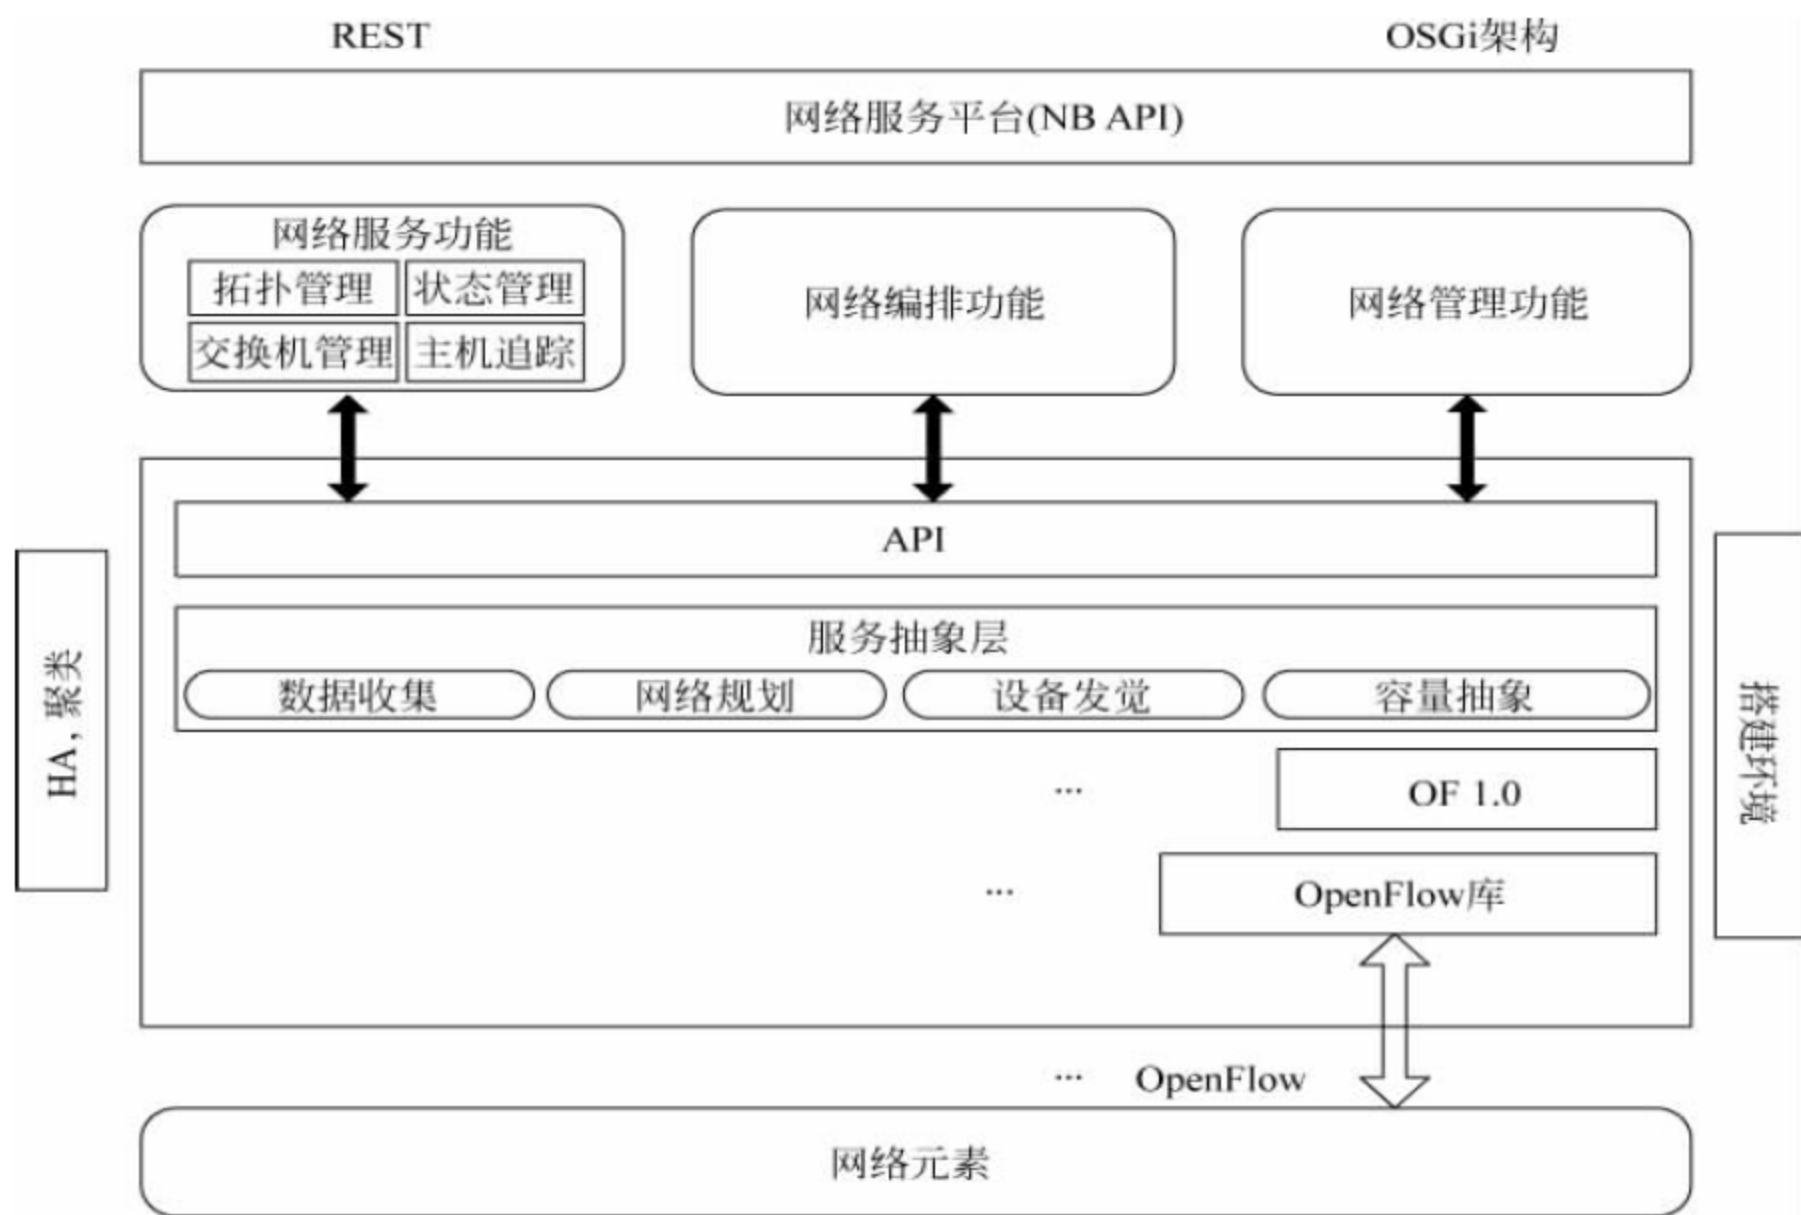 REST
OSGi架构
网络服务平台(NB API)
网络服务功能
拓扑管理
状态管理
交换机管理
主机追踪
网络编排功能
网络管理功能
API
服务抽象层
数据收集
网络规划
设备发觉
容量抽象
...
OF 1.0
...
OpenFlow库
HA, 聚类
搭建环境
... OpenFlow
网络元素